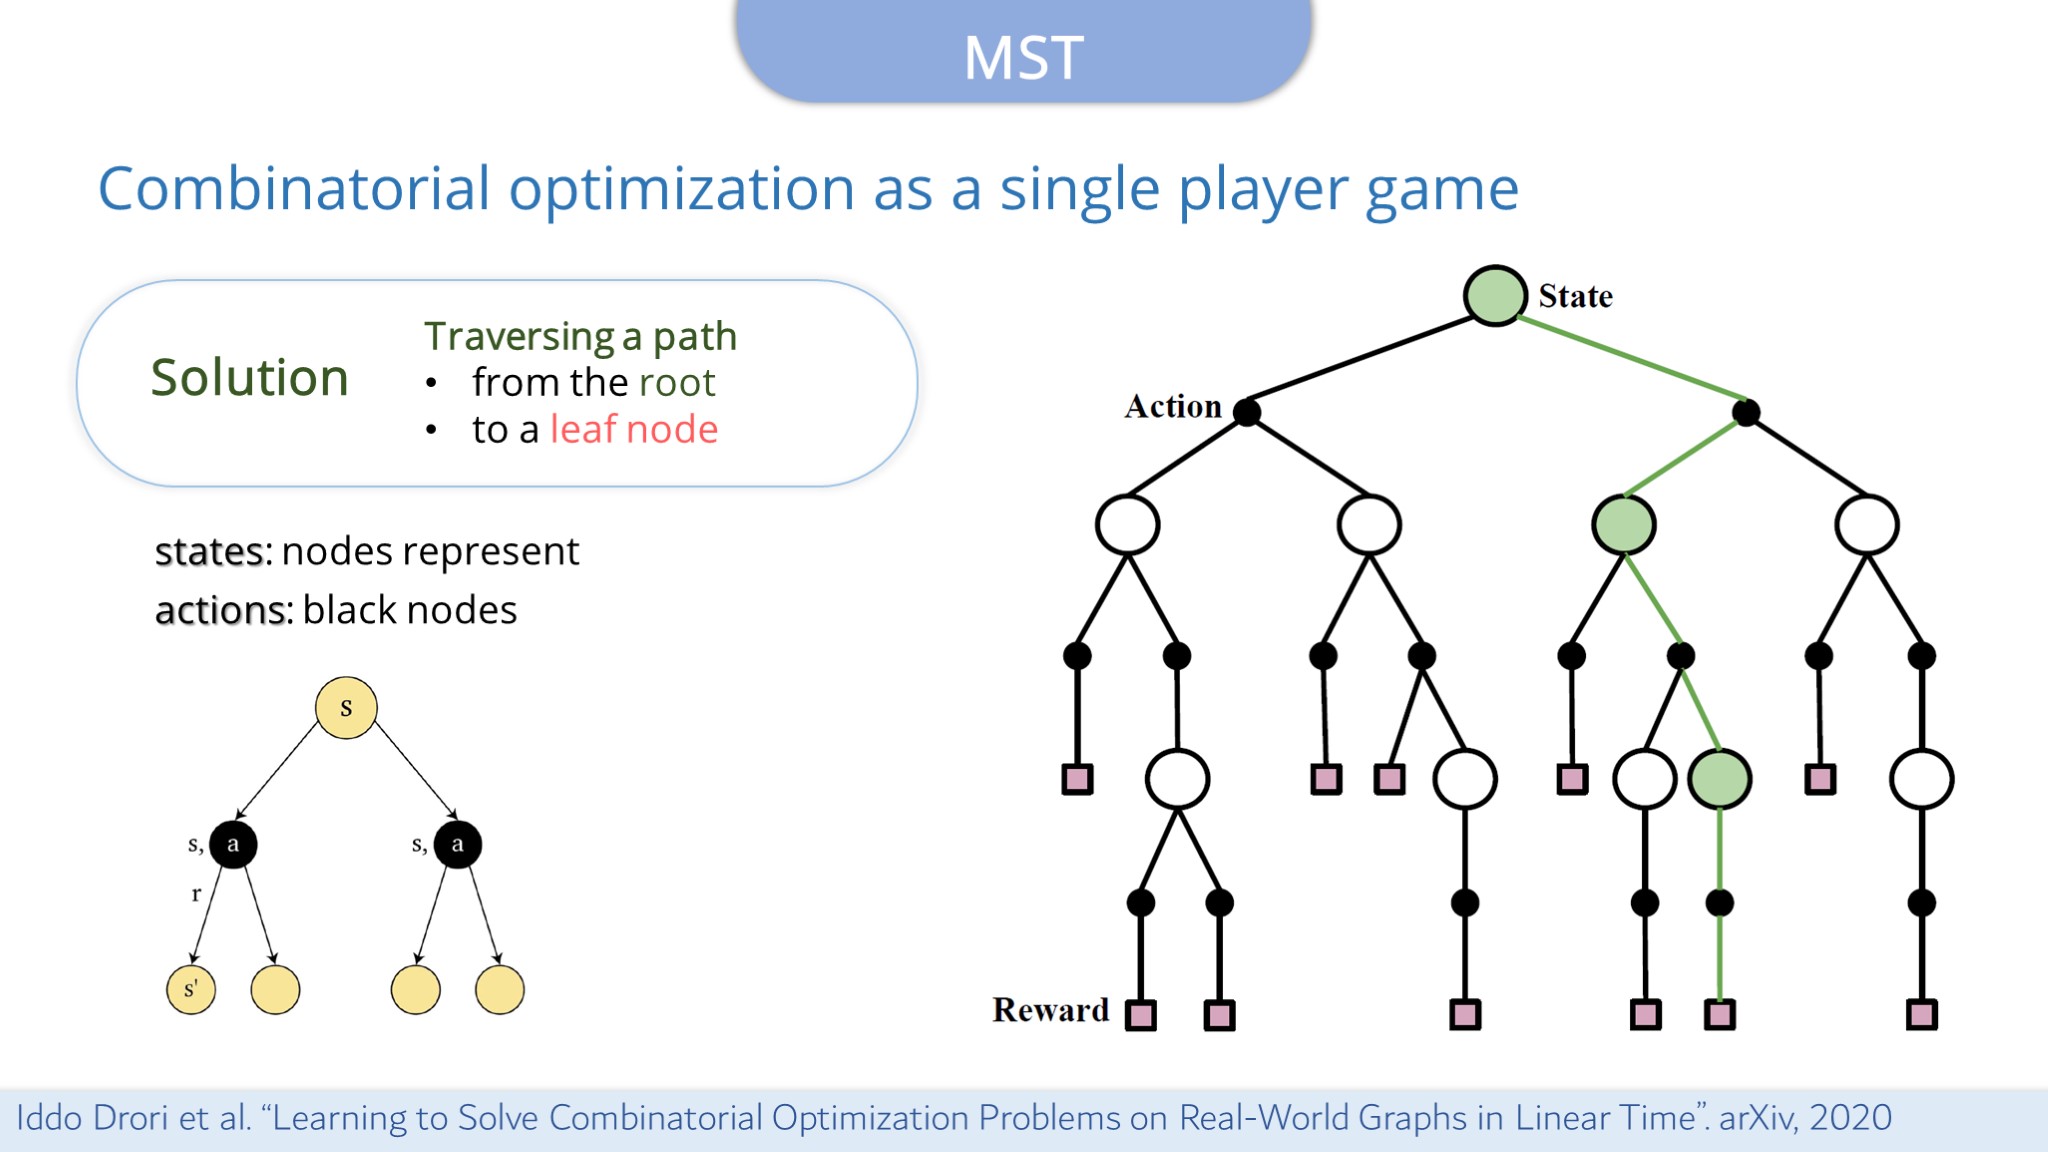 MST
Combinatorial optimization as a single player game
Solution
Traversing a path
• from the root
• to a leaf node
states: nodes represent
actions: black nodes
s
s, a
s, a
r
s'
State
Action
Reward
Iddo Drori et al. “Learning to Solve Combinatorial Optimization Problems on Real-World Graphs in Linear Time”. arXiv, 2020